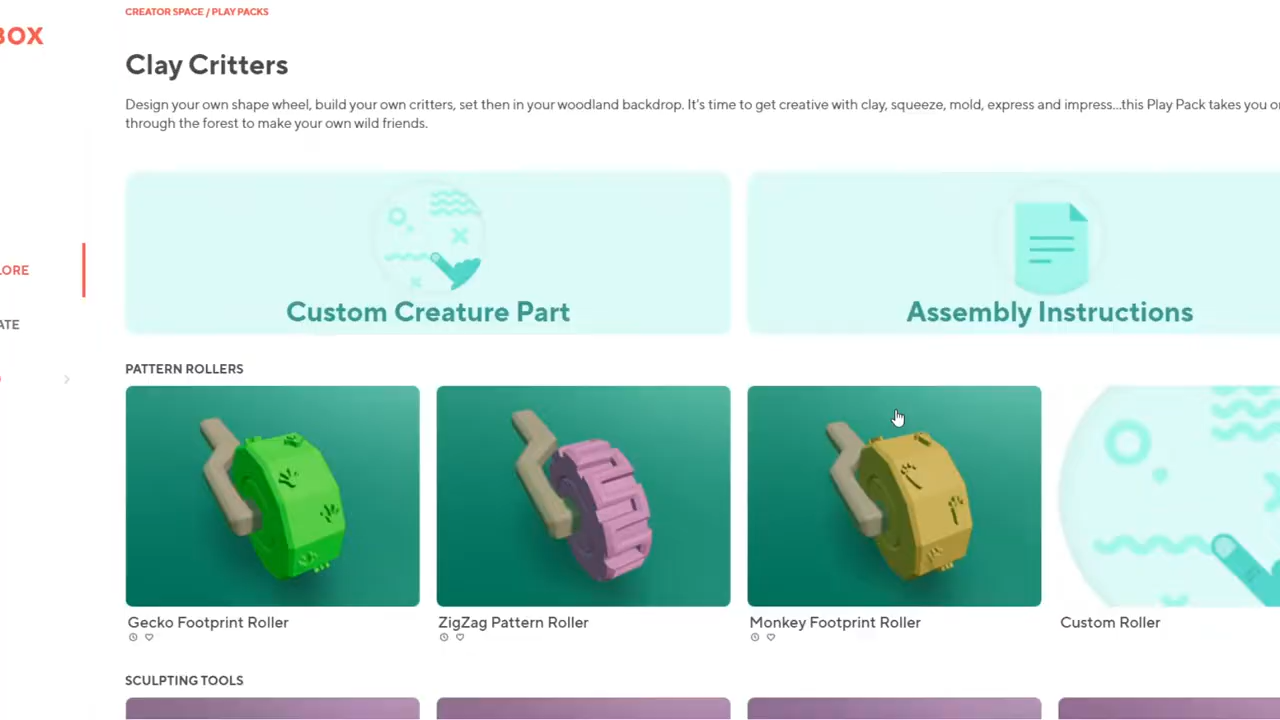 CREATOR SPACE / PLAY PACKS
BOX
Clay Critters
Design your own shape wheel, build your own critters, set then in your woodland backdrop. It's time to get creative with clay, squeeze, mold, express and impress...this Play Pack takes you
through the forest to make your own wild friends.
Custom Creature Part
Assembly Instructions
LORE
ATE
PATTERN ROLLERS
Gecko Footprint Roller
ZigZag Pattern Roller
Monkey Footprint Roller
Custom Roller
SCULPTING TOOLS